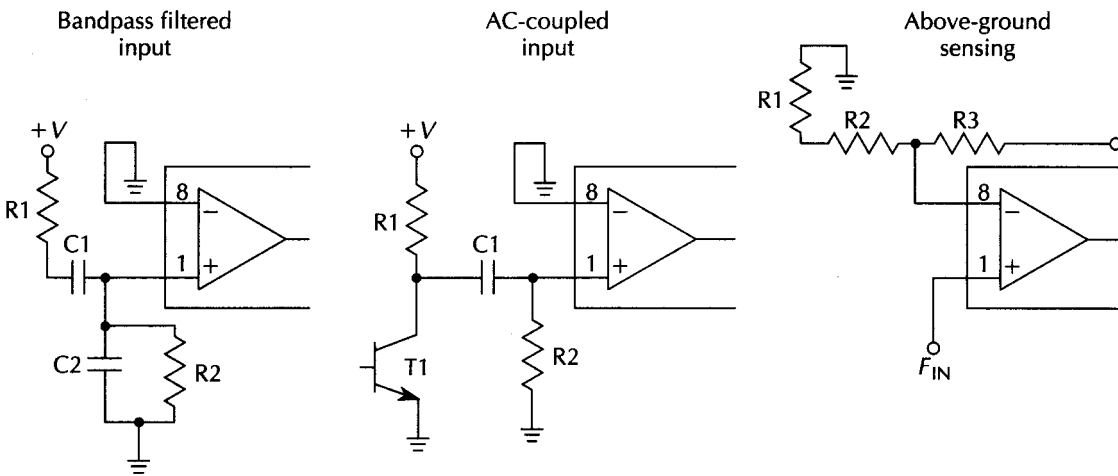 Bandpass filtered
input
+V
R1
C1
8
−
1
+
C2
R2
AC-coupled
input
+V
R1
C1
8
−
1
+
T1
R2
Above-ground
sensing
R1
R2
R3
8
−
1
+
FIN